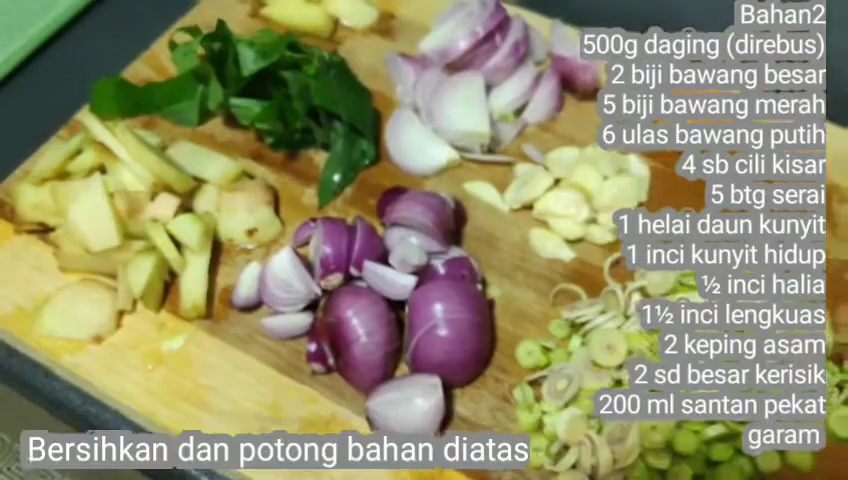 Bahan2
500g daging (direbus)
2 biji bawang besar
5 biji bawang merah
6 ulas bawang putih
4 sb cili kisar
5 btg serai
1 helai daun kunyit
1 inci kunyit hidup
½ inci halia
1½ inci lengkuas
2 keping asam
2 sd besar kerisik
200 ml santan pekat
garam
Bersihkan dan potong bahan diatas